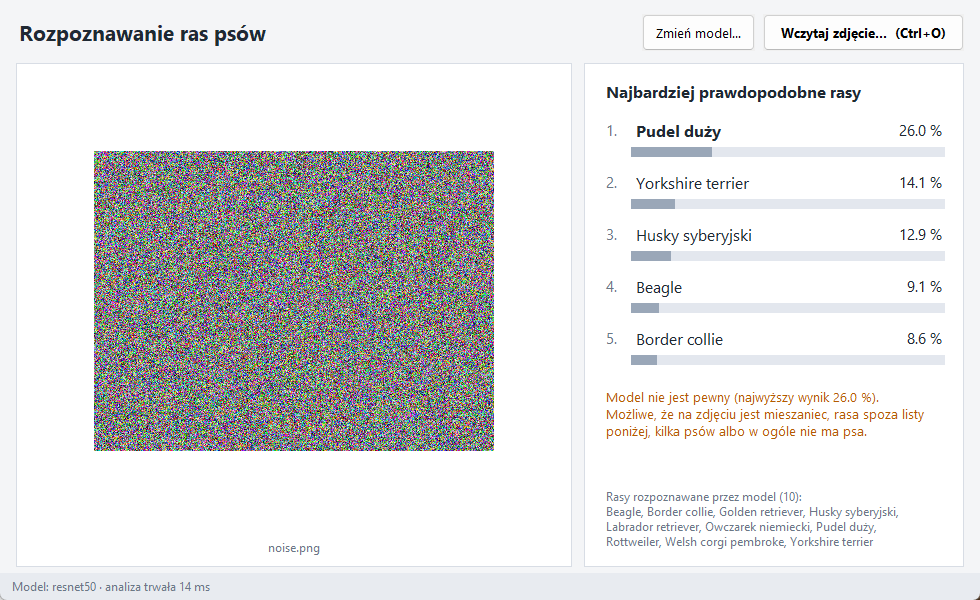 Rozpoznawanie ras psów
Zmień model...
Wczytaj zdjęcie... (Ctrl+O)
noise.png
Najbardziej prawdopodobne rasy
1. Pudel duży 26.0 %
2. Yorkshire terrier 14.1 %
3. Husky syberyjski 12.9 %
4. Beagle 9.1 %
5. Border collie 8.6 %
Model nie jest pewny (najwyższy wynik 26.0 %).
Możliwe, że na zdjęciu jest mieszaniec, rasa spoza listy
poniżej, kilka psów albo w ogóle nie ma psa.
Rasy rozpoznawane przez model (10):
Beagle, Border collie, Golden retriever, Husky syberyjski,
Labrador retriever, Owczarek niemiecki, Pudel duży,
Rottweiler, Welsh corgi pembroke, Yorkshire terrier
Model: resnet50 · analiza trwała 14 ms